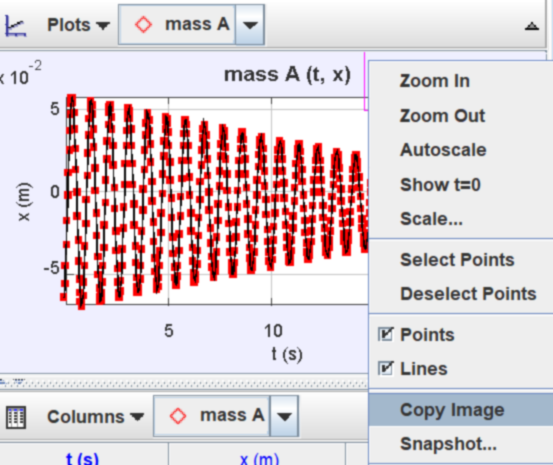 Plots mass A
x 10-2
mass A (t, x)
5
0
-5
x (m)
5 10
t (s)
Zoom In
Zoom Out
Autoscale
Show t=0
Scale...
Select Points
Deselect Points
Points
Lines
Copy Image
Snapshot...
Columns mass A
t (s) x (m)